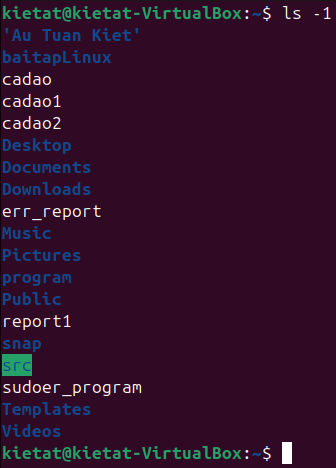 kietat@kietat-VirtualBox:~$ ls -1
'Au Tuan Kiet'
baitapLinux
cadao
cadao1
cadao2
Desktop
Documents
Downloads
err_report
Music
Pictures
program
Public
report1
snap
src
sudoer_program
Templates
Videos
kietat@kietat-VirtualBox:~$